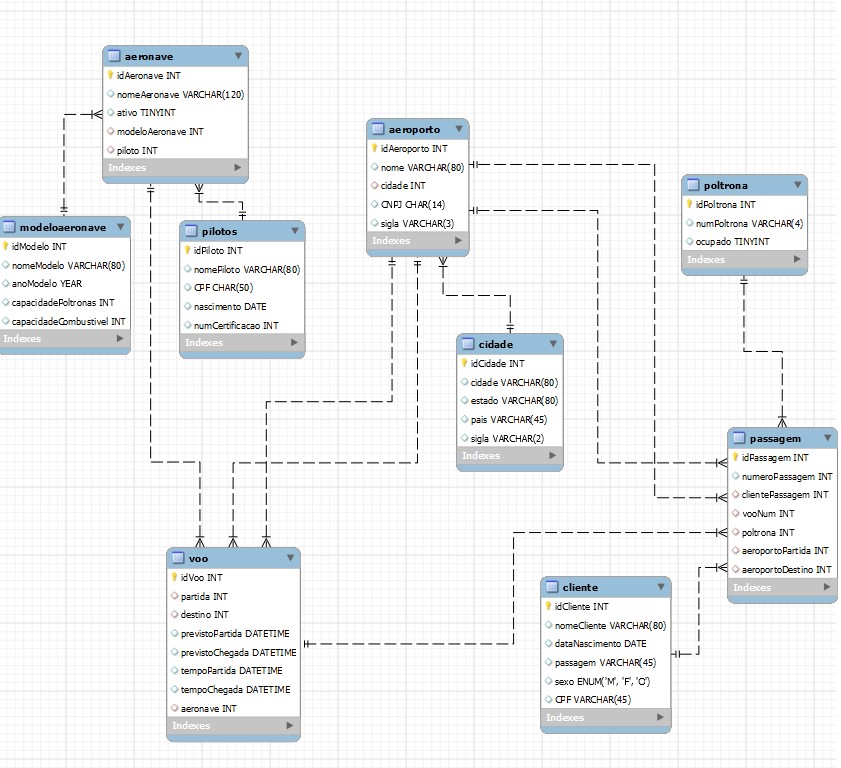 aeronave
idAeronave INT
nomeAeronave VARCHAR(120)
ativo TINYINT
modeloAeronave INT
piloto INT
Indexes
aeroporto
idAeroporto INT
nome VARCHAR(80)
cidade INT
CNPJ CHAR(14)
sigla VARCHAR(3)
Indexes
poltrona
idPoltrona INT
numPoltrona VARCHAR(4)
ocupado TINYINT
Indexes
modeloaeronave
idModelo INT
nomeModelo VARCHAR(80)
anoModelo YEAR
capacidadePoltronas INT
capacidadeCombustivel INT
Indexes
pilotos
idPiloto INT
nomePiloto VARCHAR(80)
CPF CHAR(50)
nascimento DATE
numCertificacao INT
Indexes
cidade
idCidade INT
cidade VARCHAR(80)
estado VARCHAR(80)
pais VARCHAR(45)
sigla VARCHAR(2)
Indexes
passagem
idPassagem INT
numeroPassagem INT
clientePassagem INT
vooNum INT
poltrona INT
aeroportoPartida INT
aeroportoDestino INT
Indexes
voo
idVoo INT
partida INT
destino INT
previstoPartida DATETIME
previstoChegada DATETIME
tempoPartida DATETIME
tempoChegada DATETIME
aeronave INT
Indexes
cliente
idCliente INT
nomeCliente VARCHAR(80)
dataNascimento DATE
passagem VARCHAR(45)
sexo ENUM('M', 'F', 'O')
CPF VARCHAR(45)
Indexes